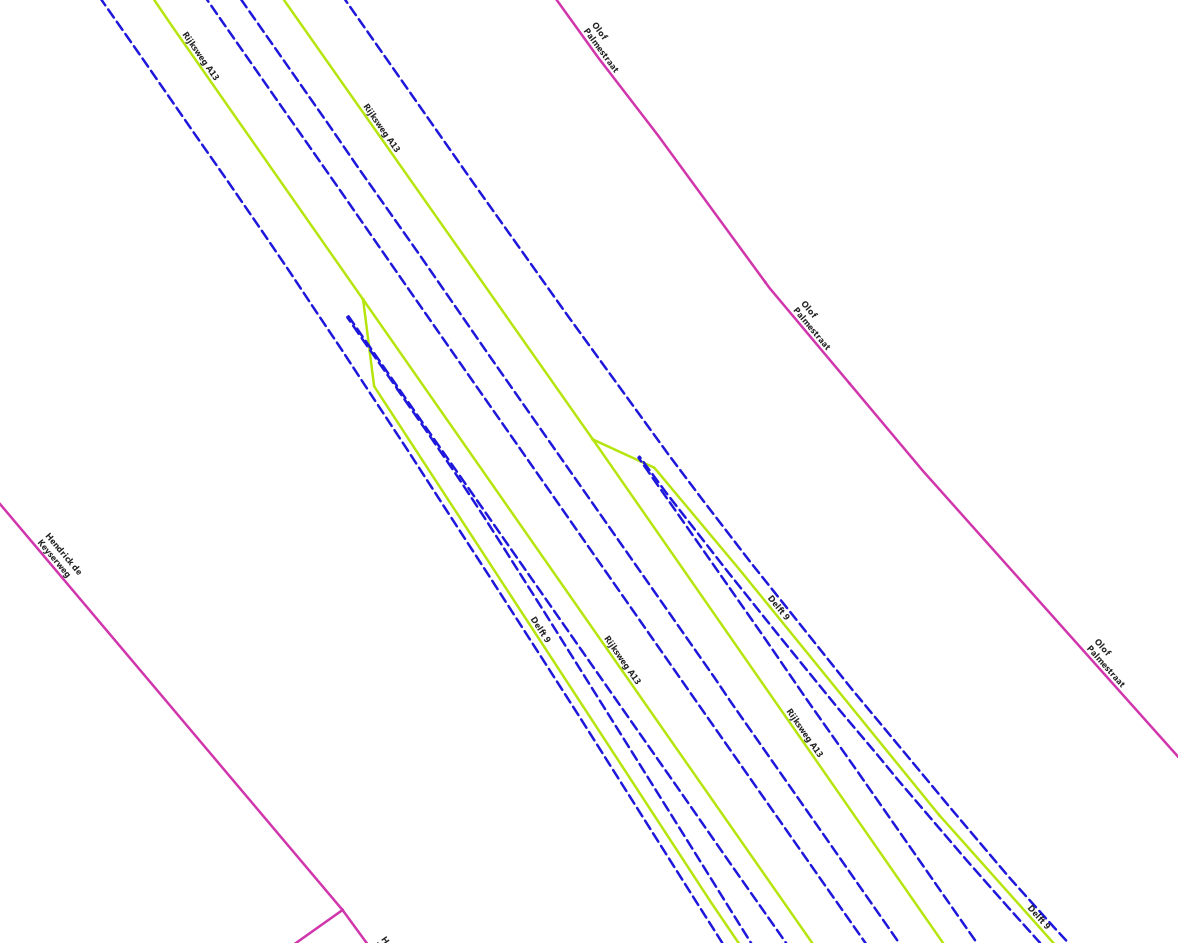 Olof
Palmestraat
Rijksweg A13
Rijksweg A13
Olof
Palmestraat
Hendrick de
Keyserweg
Delft 9
Delft 9
Rijksweg A13
Olof
Palmestraat
Rijksweg A13
Delft 9